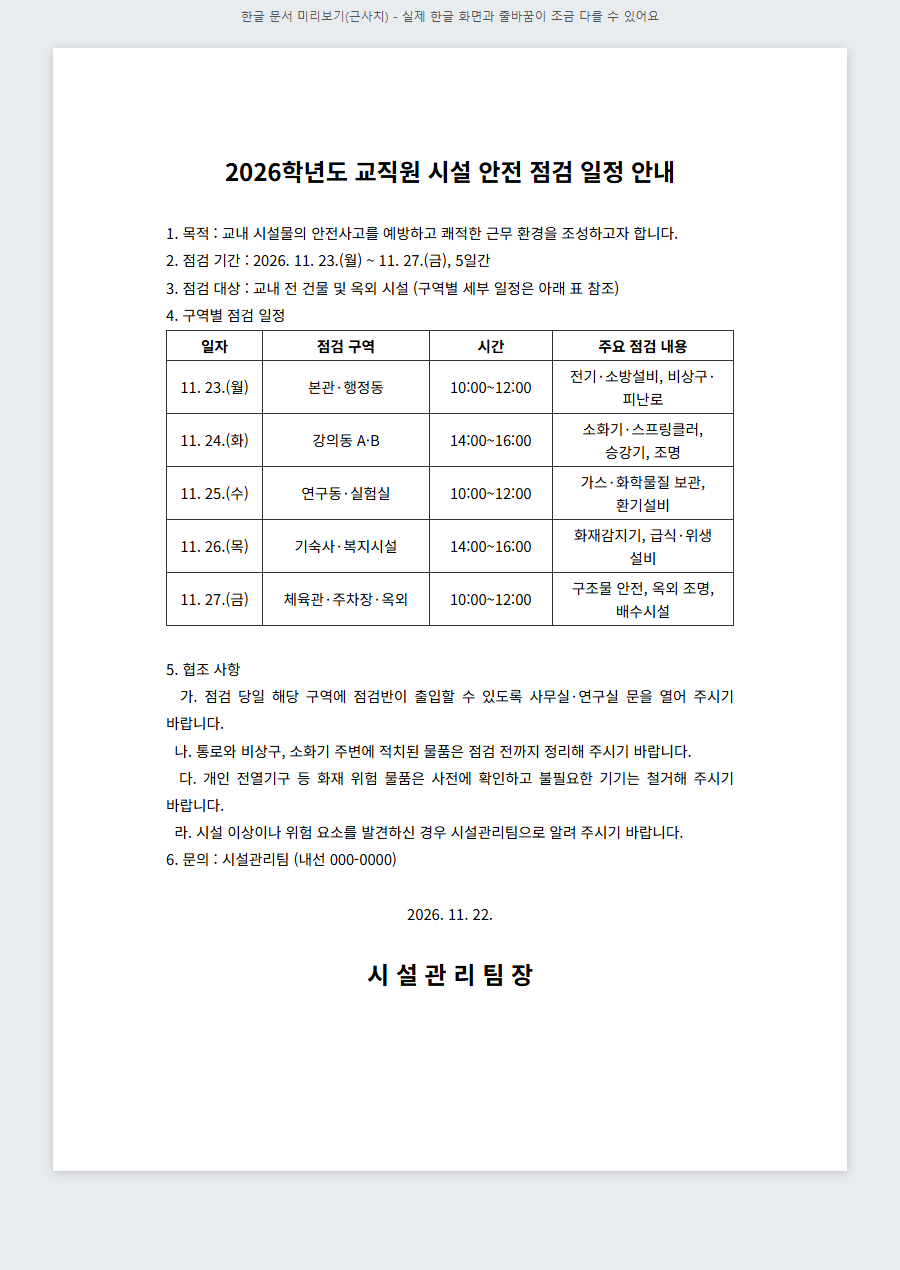 한글 문서 미리보기(근사치) - 실제 한글 화면과 줄바꿈이 조금 다를 수 있어요
2026학년도 교직원 시설 안전 점검 일정 안내
1. 목적 : 교내 시설물의 안전사고를 예방하고 쾌적한 근무 환경을 조성하고자 합니다.
2. 점검 기간 : 2026. 11. 23.(월) ~ 11. 27.(금), 5일간
3. 점검 대상 : 교내 전 건물 및 옥외 시설 (구역별 세부 일정은 아래 표 참조)
4. 구역별 점검 일정
일자 점검 구역 시간 주요 점검 내용
11. 23.(월) 본관·행정동 10:00~12:00 전기·소방설비, 비상구·
피난로
11. 24.(화) 강의동 A·B 14:00~16:00 소화기·스프링클러,
승강기, 조명
11. 25.(수) 연구동·실험실 10:00~12:00 가스·화학물질 보관,
환기설비
11. 26.(목) 기숙사·복지시설 14:00~16:00 화재감지기, 급식·위생
설비
11. 27.(금) 체육관·주차장·옥외 10:00~12:00 구조물 안전, 옥외 조명,
배수시설
5. 협조 사항
가. 점검 당일 해당 구역에 점검반이 출입할 수 있도록 사무실·연구실 문을 열어 주시기
바랍니다.
나. 통로와 비상구, 소화기 주변에 적치된 물품은 점검 전까지 정리해 주시기 바랍니다.
다. 개인 전열기구 등 화재 위험 물품은 사전에 확인하고 불필요한 기기는 철거해 주시기
바랍니다.
라. 시설 이상이나 위험 요소를 발견하신 경우 시설관리팀으로 알려 주시기 바랍니다.
6. 문의 : 시설관리팀 (내선 000-0000)
2026. 11. 22.
시 설 관 리 팀 장